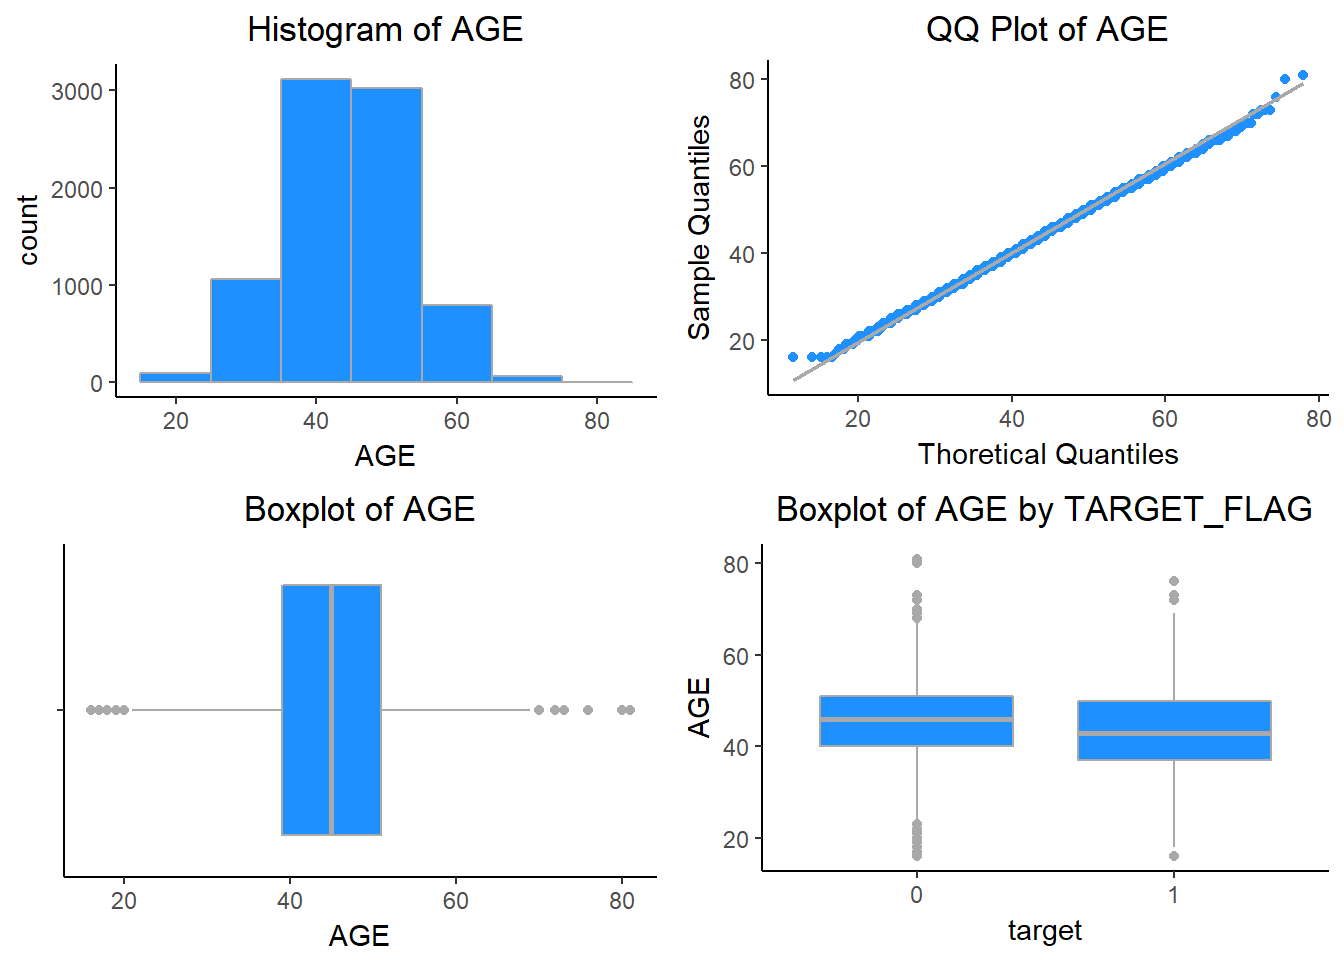 Histogram of AGE
3000
2000
1000
0
count
20 40 60 80
AGE
QQ Plot of AGE
80
60
40
20
Sample Quantiles
20 40 60 80
Thoretical Quantiles
Boxplot of AGE
20 40 60 80
AGE
Boxplot of AGE by TARGET_FLAG
80
60
40
20
AGE
0 1
target